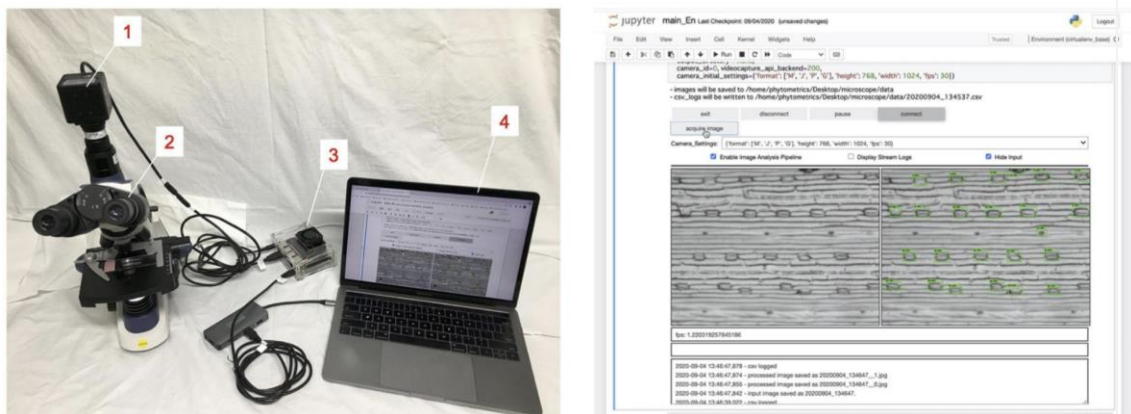 1
2
3
4
jupyter main_En Last Checkpoint: 09/04/2020 (unsaved changes)
Logout
File Edit View Insert Cell Kernel Widgets Help
Trusted
Environment (virtualenv_base)
Run
Code
camera_id=0, videocapture_api_backend=200,
camera_initial_settings={'format': ['M', 'J', 'P', 'G'], 'height': 768, 'width': 1024, 'fps': 30})
- images will be saved to /home/phytometrics/Desktop/microscope/data
- csv_logs will be written to /home/phytometrics/Desktop/microscope/data/20200904_134537.csv
exit disconnect pause connect
acquire image
Camera_Settings: {'format': ['M', 'J', 'P', 'G'], 'height': 768, 'width': 1024, 'fps': 30}
Enable Image Analysis Pipeline Display Stream Logs Hide Input
2020-09-04 13:46:47,879 - csv logged
2020-09-04 13:46:47,874 - processed image saved as 20200904_134647__1.jpg
2020-09-04 13:46:47,855 - processed image saved as 20200904_134647__0.jpg
2020-09-04 13:46:47,842 - input image saved as 20200904_134647.